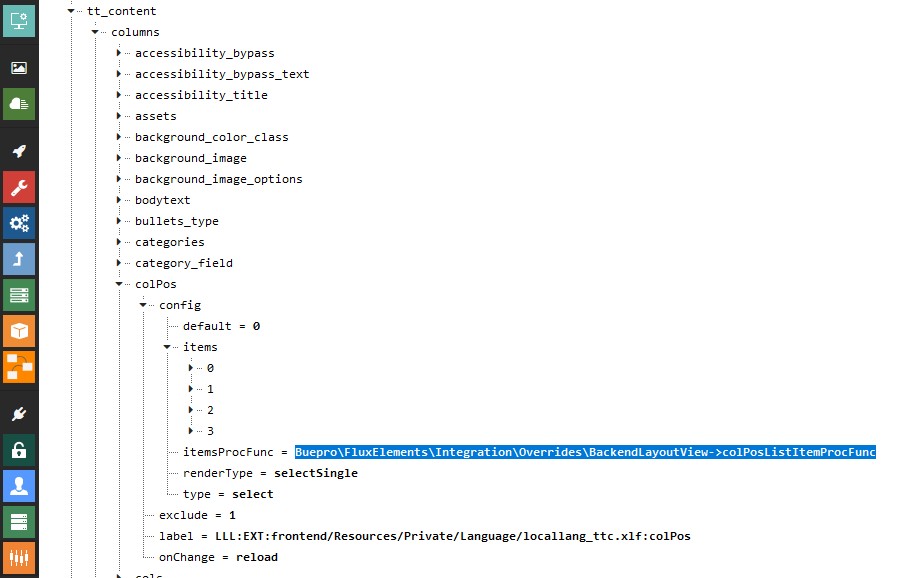 tt_content
columns
accessibility_bypass
accessibility_bypass_text
accessibility_title
assets
background_color_class
background_image
background_image_options
bodytext
bullets_type
categories
category_field
colPos
config
default = 0
items
0
1
2
3
itemsProcFunc = Buepro\FluxElements\Integration\Overrides\BackendLayoutView->colPosListItemProcFunc
renderType = selectSingle
type = select
exclude = 1
label = LLL:EXT:frontend/Resources/Private/Language/locallang_ttc.xlf:colPos
onChange = reload
cols